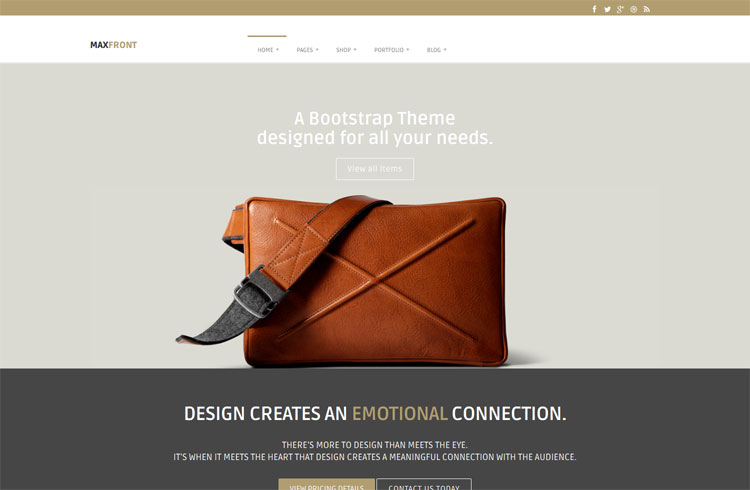 MAXFRONT
HOME PAGES SHOP PORTFOLIO BLOG
A Bootstrap Theme
designed for all your needs.
View all items
DESIGN CREATES AN EMOTIONAL CONNECTION.
THERE'S MORE TO DESIGN THAN MEETS THE EYE.
IT'S WHEN IT MEETS THE HEART THAT DESIGN CREATES A MEANINGFUL CONNECTION WITH THE AUDIENCE.
VIEW PRICING DETAILS CONTACT US TODAY